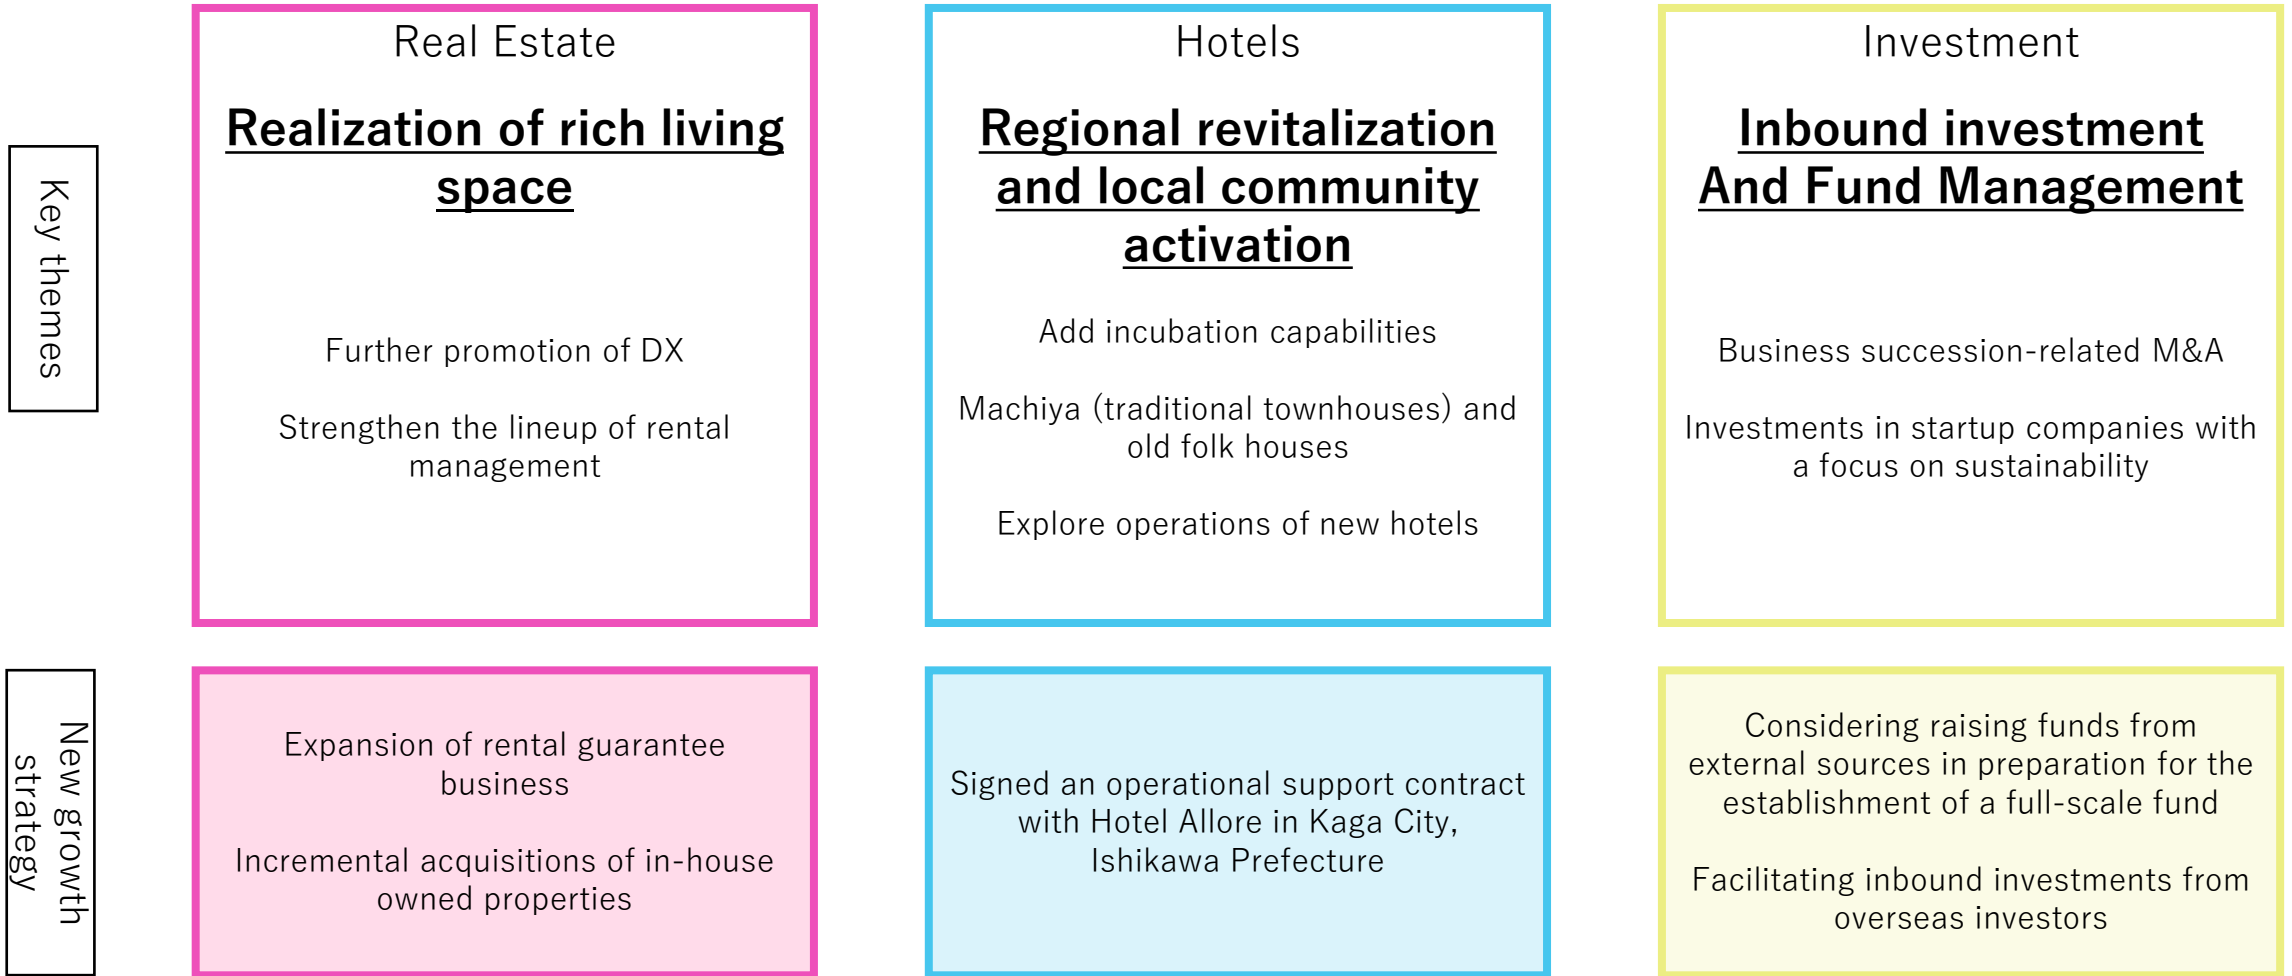 Key themes
Real Estate
Realization of rich living
space
Further promotion of DX
Strengthen the lineup of rental
management
Hotels
Regional revitalization
and local community
activation
Add incubation capabilities
Machiya (traditional townhouses) and
old folk houses
Explore operations of new hotels
Investment
Inbound investment
And Fund Management
Business succession-related M&A
Investments in startup companies with
a focus on sustainability
New growth
strategy
Expansion of rental guarantee
business
Incremental acquisitions of in-house
owned properties
Signed an operational support contract
with Hotel Allore in Kaga City,
Ishikawa Prefecture
Considering raising funds from
external sources in preparation for the
establishment of a full-scale fund
Facilitating inbound investments from
overseas investors